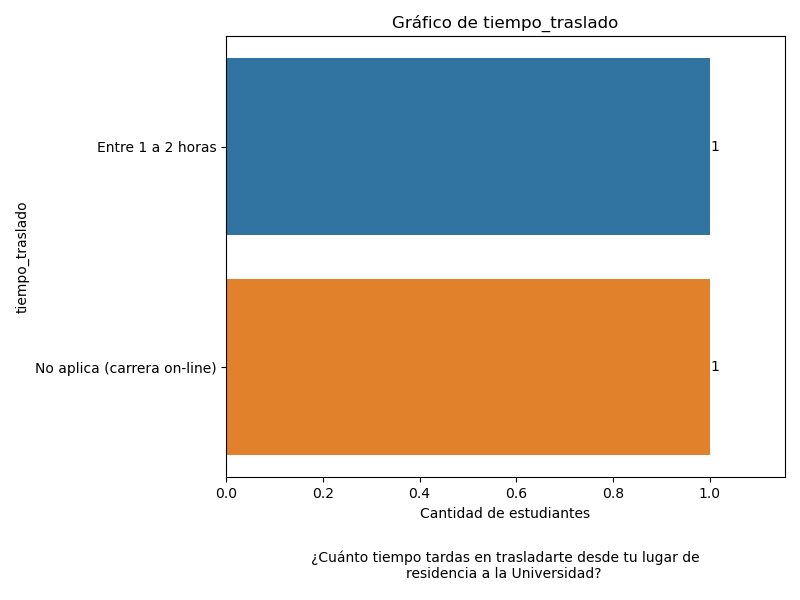 Gráfico de tiempo_traslado
tiempo_traslado
Entre 1 a 2 horas
1
No aplica (carrera on-line)
1
0.0 0.2 0.4 0.6 0.8 1.0
Cantidad de estudiantes
¿Cuánto tiempo tardas en trasladarte desde tu lugar de
residencia a la Universidad?